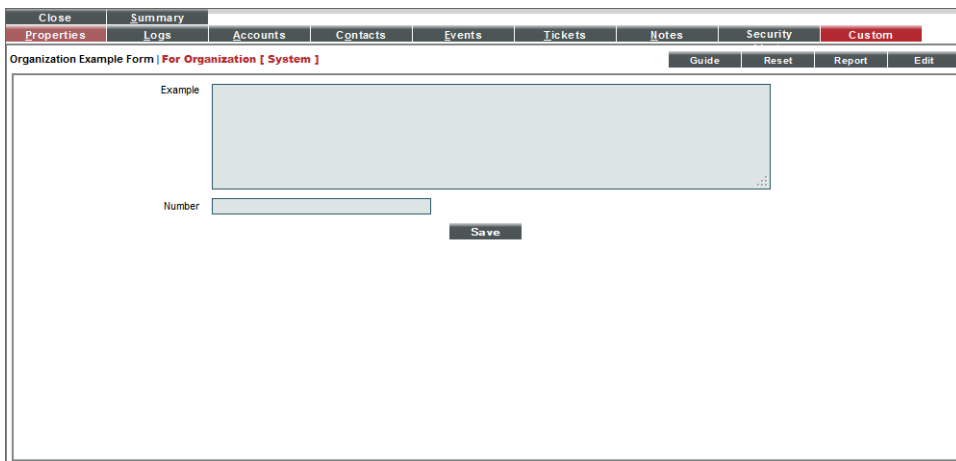 Close Summary
Properties Logs Accounts Contacts Events Tickets Notes Security Custom
Organization Example Form | For Organization [ System ] Guide Reset Report Edit
Example
Number
Save